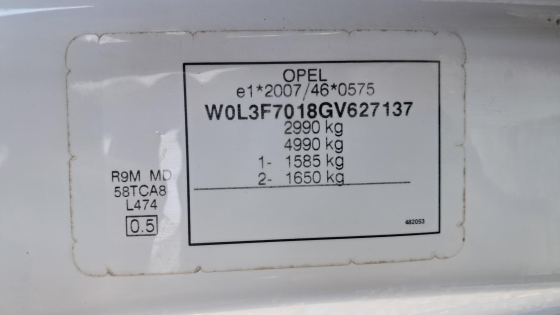 OPEL
e1*2007/46*0575
W0L3F7018GV627137
2990 kg
4990 kg
1- 1585 kg
2- 1650 kg
R9M MD
58TCA8
L474
0.5
482053